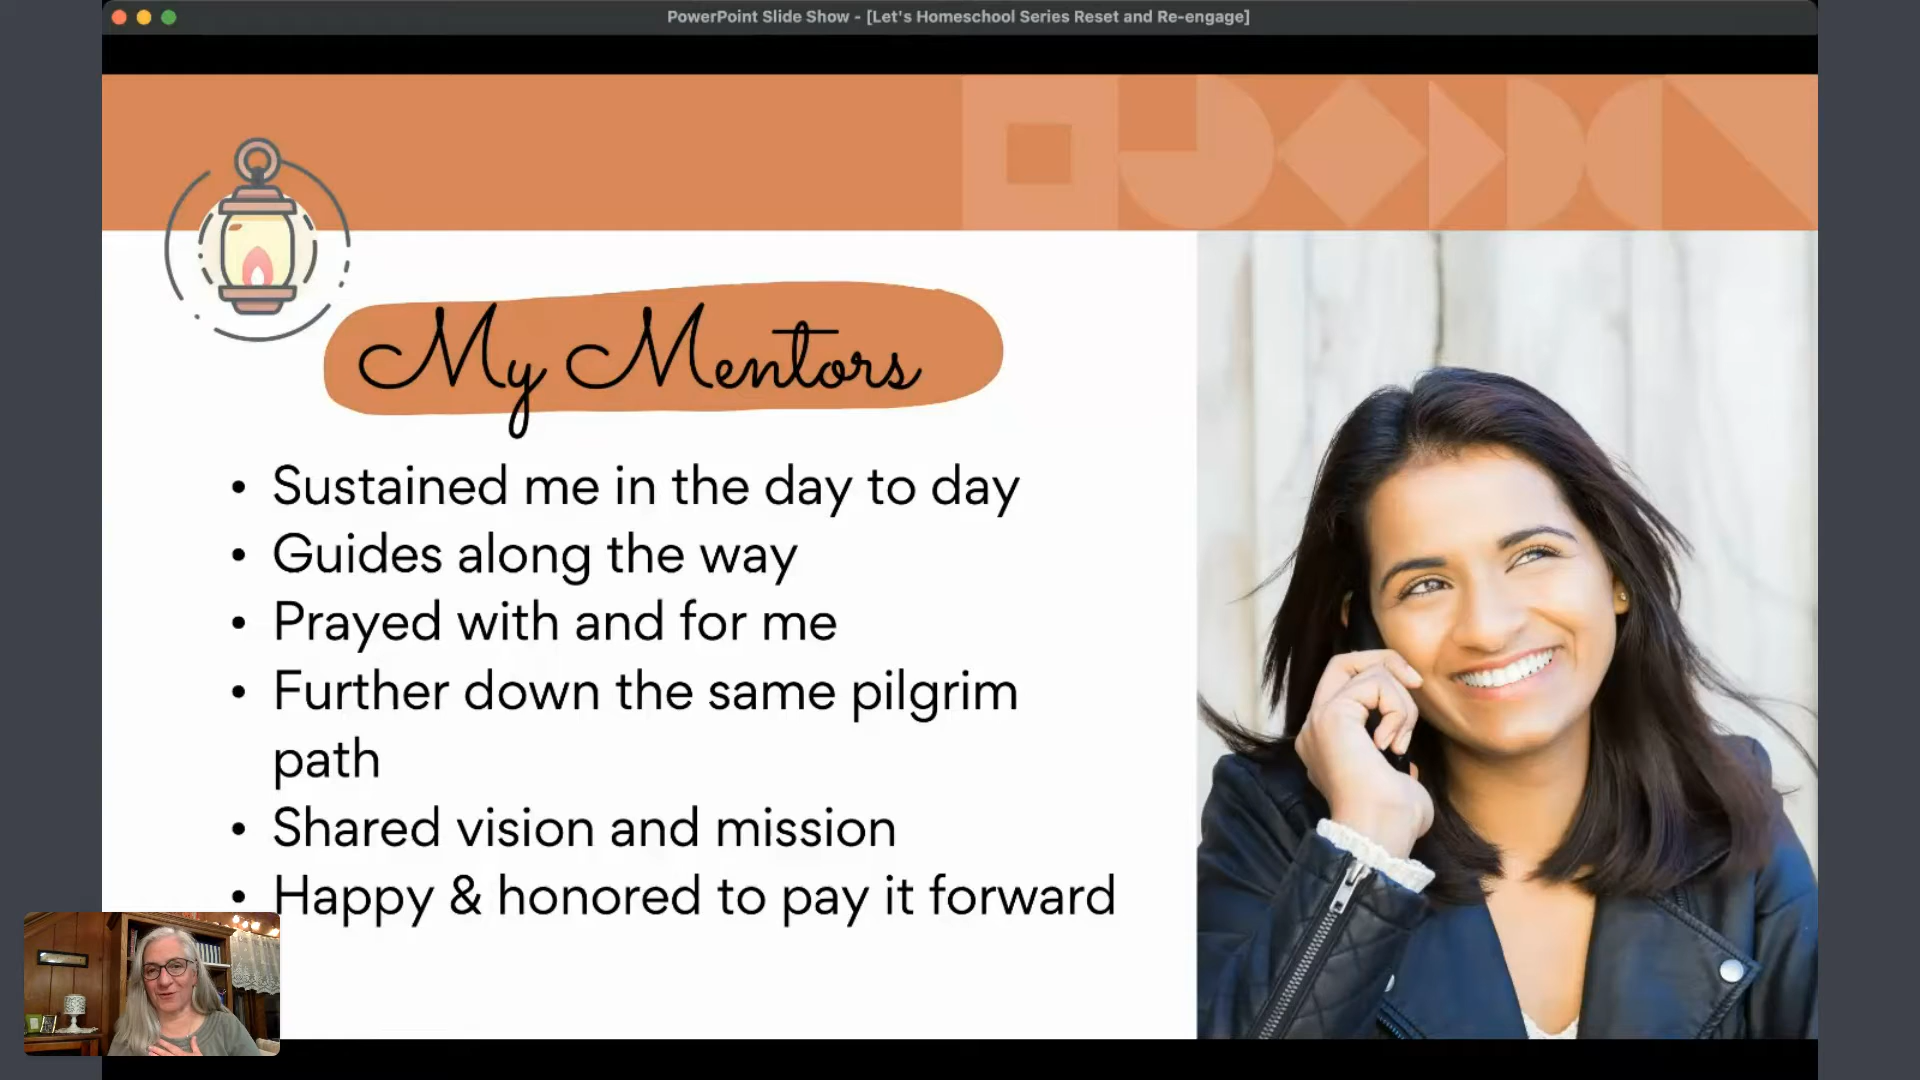 PowerPoint Slide Show - [Let's Homeschool Series Reset and Re-engage]
My Mentors
• Sustained me in the day to day
• Guides along the way
• Prayed with and for me
• Further down the same pilgrim
path
• Shared vision and mission
• Happy & honored to pay it forward